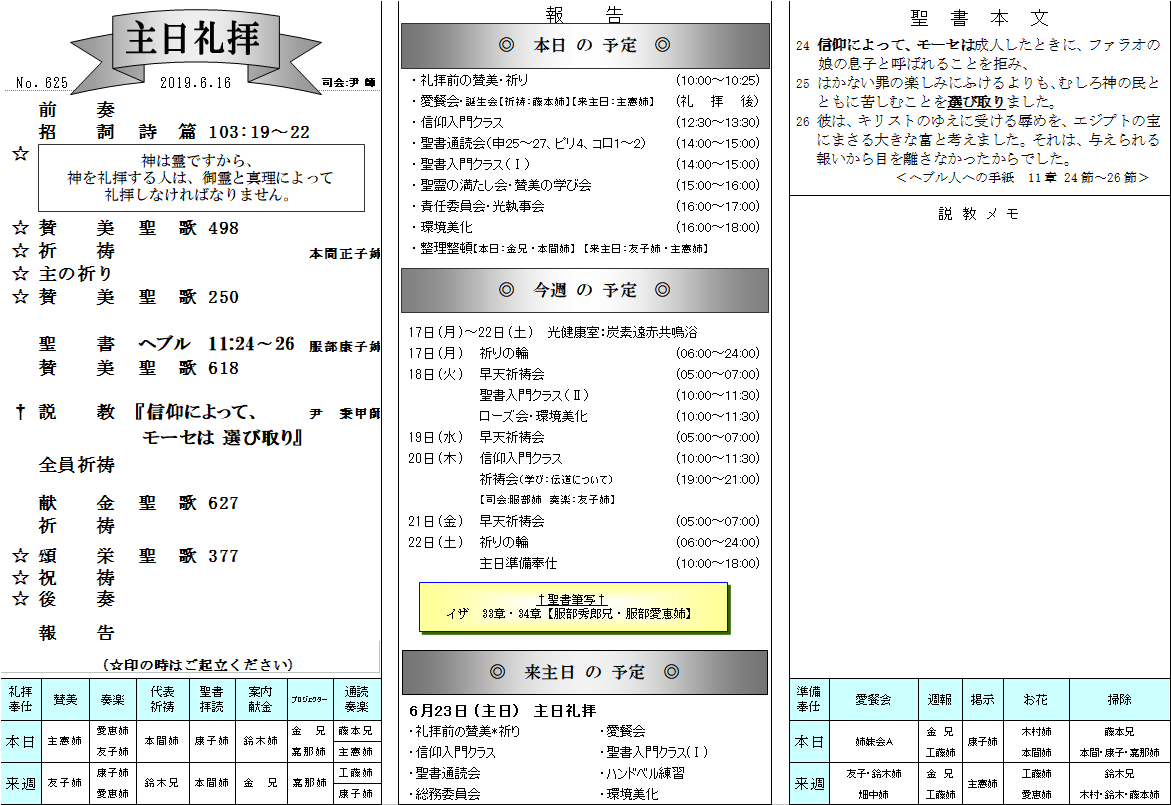 主日礼拝
No. 625　2019.6.16　司会:尹 師
前　奏
招　詞　詩　篇　103:19～22
☆
神は霊ですから、
神を礼拝する人は、御霊と真理によって
礼拝しなければなりません。
☆ 賛　美　聖　歌　498
☆ 祈　祷　本間正子姉
☆ 主の祈り
☆ 賛　美　聖　歌　250
聖　書　ヘブル　11:24～26　服部康子姉
賛　美　聖　歌　618
† 説　教　『信仰によって、　尹　秉甲師
モーセは 選び取り』
全員祈祷
献　金　聖　歌　627
祈　祷
☆ 頌　栄　聖　歌　377
☆ 祝　祷
☆ 後　奏
報　告
(☆印の時はご起立ください)
礼拝奉仕　賛美　奏楽　代表祈祷　聖書拝読　案内献金　プロジェクター　通読奏楽
本日　主憲姉　愛恵姉 友子姉　本間姉　康子姉　鈴木姉　金　兄 嘉那姉　藤本兄 主憲姉
来週　友子姉　康子姉 愛恵姉　鈴木兄　本間姉　金　兄　嘉那姉　工藤姉 康子姉
報　告
◎　本日 の 予定　◎
・礼拝前の賛美・祈り　(10:00～10:25)
・愛餐会・誕生会【祈祷：藤本姉】【来主日：主憲姉】　(礼　拝　後)
・信仰入門クラス　(12:30～13:30)
・聖書通読会(申25～27、ピリ4、コロ1～2)　(14:00～15:00)
・聖書入門クラス(Ⅰ)　(14:00～15:00)
・聖霊の満たし会・賛美の学び会　(15:00～16:00)
・責任委員会・光執事会　(16:00～17:00)
・環境美化　(16:00～18:00)
・整理整頓【本日：金兄・本間姉】【来主日：友子姉・主憲姉】
◎　今週 の 予定　◎
17日(月)～22日(土)　光健康室：炭素遠赤共鳴浴
17日(月)　祈りの輪　(06:00～24:00)
18日(火)　早天祈祷会　(05:00～07:00)
聖書入門クラス(Ⅱ)　(10:00～11:30)
ローズ会・環境美化　(10:00～11:30)
19日(水)　早天祈祷会　(05:00～07:00)
20日(木)　信仰入門クラス　(10:00～11:30)
祈祷会(学び：伝道について)　(19:00～21:00)
【司会:服部姉　奏楽：友子姉】
21日(金)　早天祈祷会　(05:00～07:00)
22日(土)　祈りの輪　(06:00～24:00)
主日準備奉仕　(10:00～18:00)
†聖書筆写†
イザ　33章・34章【服部秀郎兄・服部愛恵姉】
◎　来主日 の 予定　◎
6月23日(主日)　主日礼拝
・礼拝前の賛美*祈り　・愛餐会
・信仰入門クラス　・聖書入門クラス(Ⅰ)
・聖書通読会　・ハンドベル練習
・総務委員会　・環境美化
聖 書 本 文
24 信仰によって、モーセは成人したときに、ファラオの
娘の息子と呼ばれることを拒み、
25 はかない罪の楽しみにふけるよりも、むしろ神の民と
ともに苦しむことを選び取りました。
26 彼は、キリストのゆえに受ける辱めを、エジプトの宝
にまさる大きな富と考えました。それは、与えられる
報いから目を離さなかったからでした。
＜ヘブル人への手紙　11章 24節～26節＞
説 教 メ モ
準備奉仕　愛餐会　週報　掲示　お花　掃除
本日　姉妹会A　金　兄 工藤姉　康子姉　木村姉 本間姉　藤本兄 本間・康子・嘉那姉
来週　友子・鈴木姉 畑中姉　金　兄 工藤姉　主憲姉　工藤姉 愛恵姉　鈴木兄 木村・鈴木・藤本姉